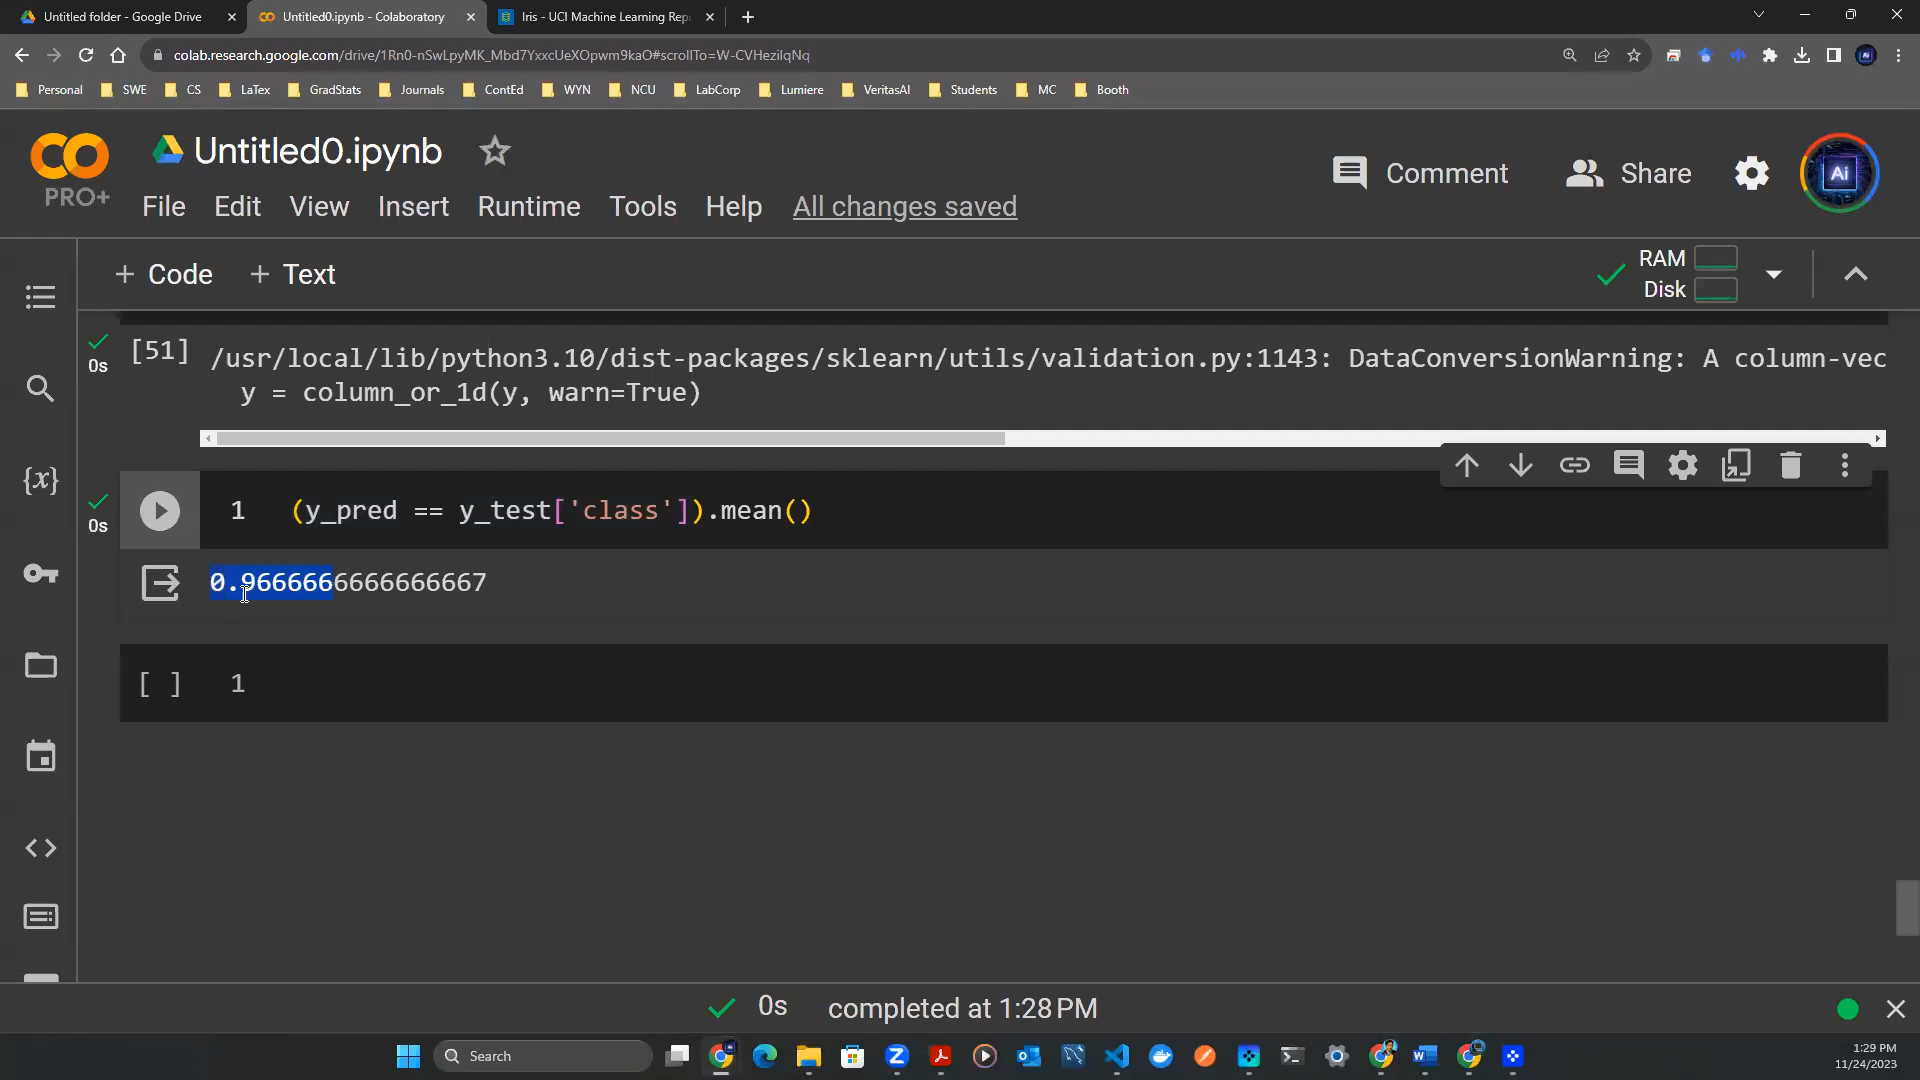 Untitled folder - Google Drive
Untitled0.ipynb - Colaboratory
Iris - UCI Machine Learning Rep
colab.research.google.com/drive/1Rn0-nSwLpyMK_Mbd7YxxcUeXOpwm9kaO#scrollTo=W-CVHezilqNq
Personal SWE CS LaTex GradStats Journals ContEd WYN NCU LabCorp Lumiere VeritasAI Students MC Booth
PRO+
Untitled0.ipynb
File Edit View Insert Runtime Tools Help All changes saved
Comment Share Ai
+ Code + Text
RAM
Disk
0s
[51]
/usr/local/lib/python3.10/dist-packages/sklearn/utils/validation.py:1143: DataConversionWarning: A column-vec
y = column_or_1d(y, warn=True)
{x}
0s
1 (y_pred == y_test['class']).mean()
0.9666666666666667
[ ] 1
0s completed at 1:28 PM
Search
1:29 PM
11/24/2023